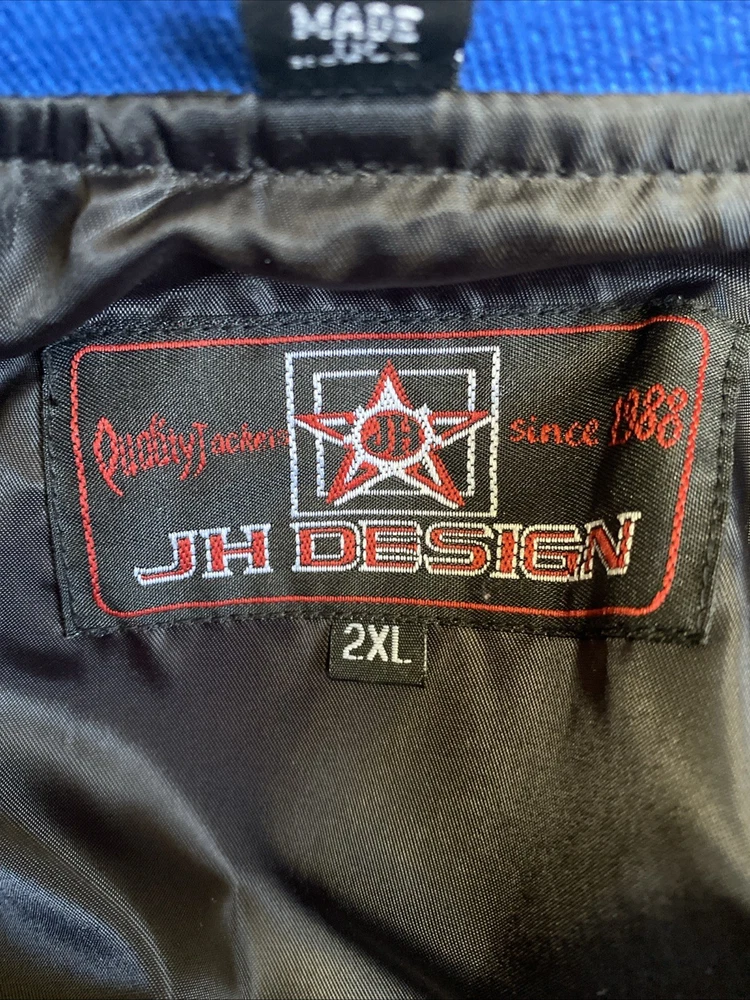 MADE
Quality Jackets
since 1988
JH
JH DESIGN
2XL